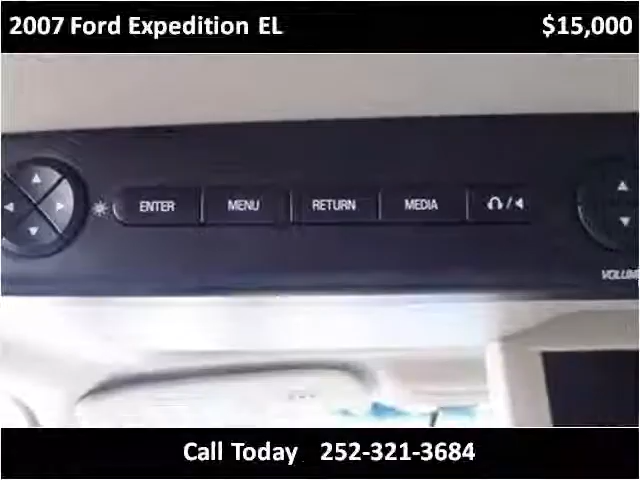 2007 Ford Expedition EL $15,000
ENTER MENU RETURN MEDIA
VOLUME
Call Today 252-321-3684